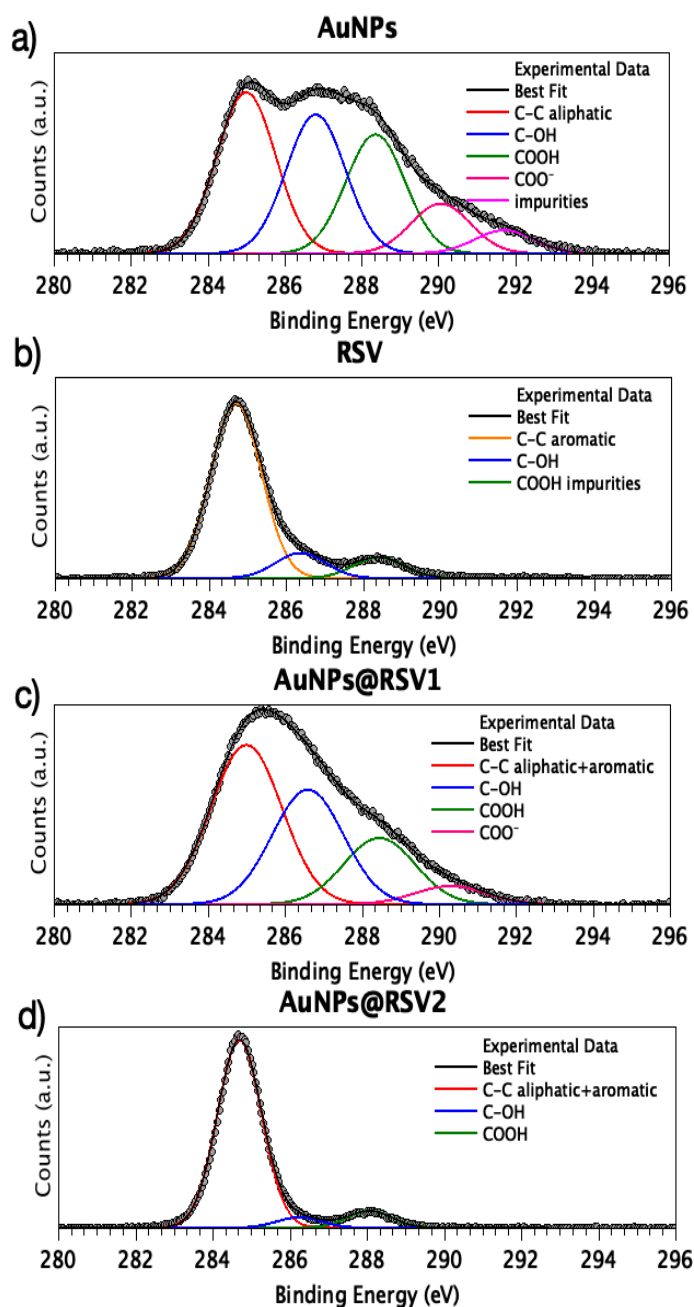 a)
AuNPs
Counts (a.u.)
Experimental Data
Best Fit
C–C aliphatic
C–OH
COOH
COO⁻
impurities
280 282 284 286 288 290 292 294 296
Binding Energy (eV)
b)
RSV
Counts (a.u.)
Experimental Data
Best Fit
C–C aromatic
C–OH
COOH impurities
280 282 284 286 288 290 292 294 296
Binding Energy (eV)
c)
AuNPs@RSV1
Counts (a.u.)
Experimental Data
Best Fit
C–C aliphatic+aromatic
C–OH
COOH
COO⁻
280 282 284 286 288 290 292 294 296
Binding Energy (eV)
d)
AuNPs@RSV2
Counts (a.u.)
Experimental Data
Best Fit
C–C aliphatic+aromatic
C–OH
COOH
280 282 284 286 288 290 292 294 296
Binding Energy (eV)